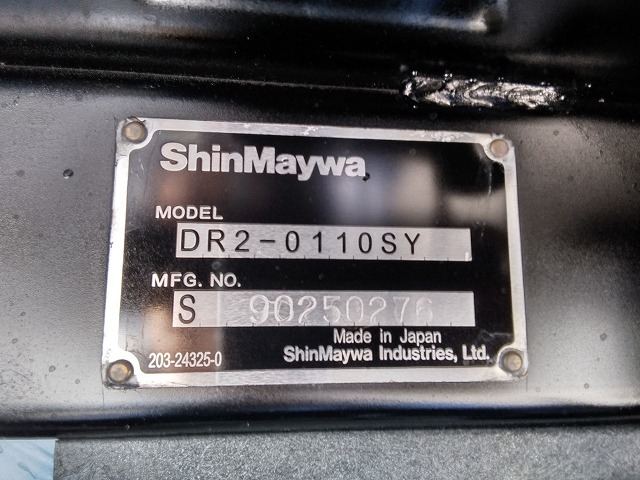 ShinMaywa
MODEL
DR2-0110SY
MFG. NO.
S 90250276
Made in Japan
203-24325-0 ShinMaywa Industries, Ltd.